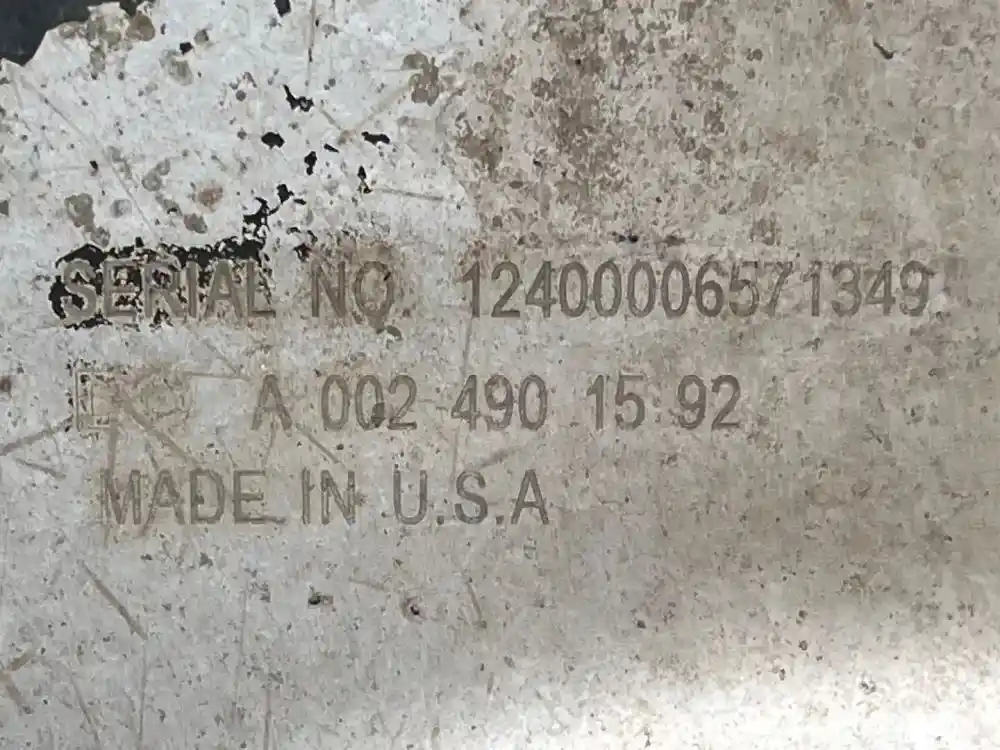 SERIAL NO. 12400006571349
A 002 490 15 92
MADE IN U.S.A